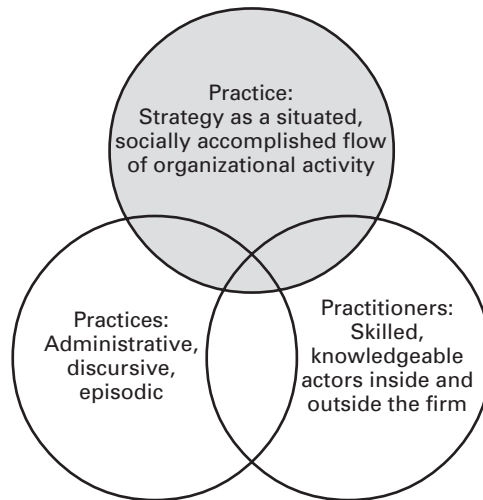 Practice:
Strategy as a situated,
socially accomplished flow
of organizational activity
Practices:
Administrative,
discursive,
episodic
Practitioners:
Skilled,
knowledgeable
actors inside and
outside the firm